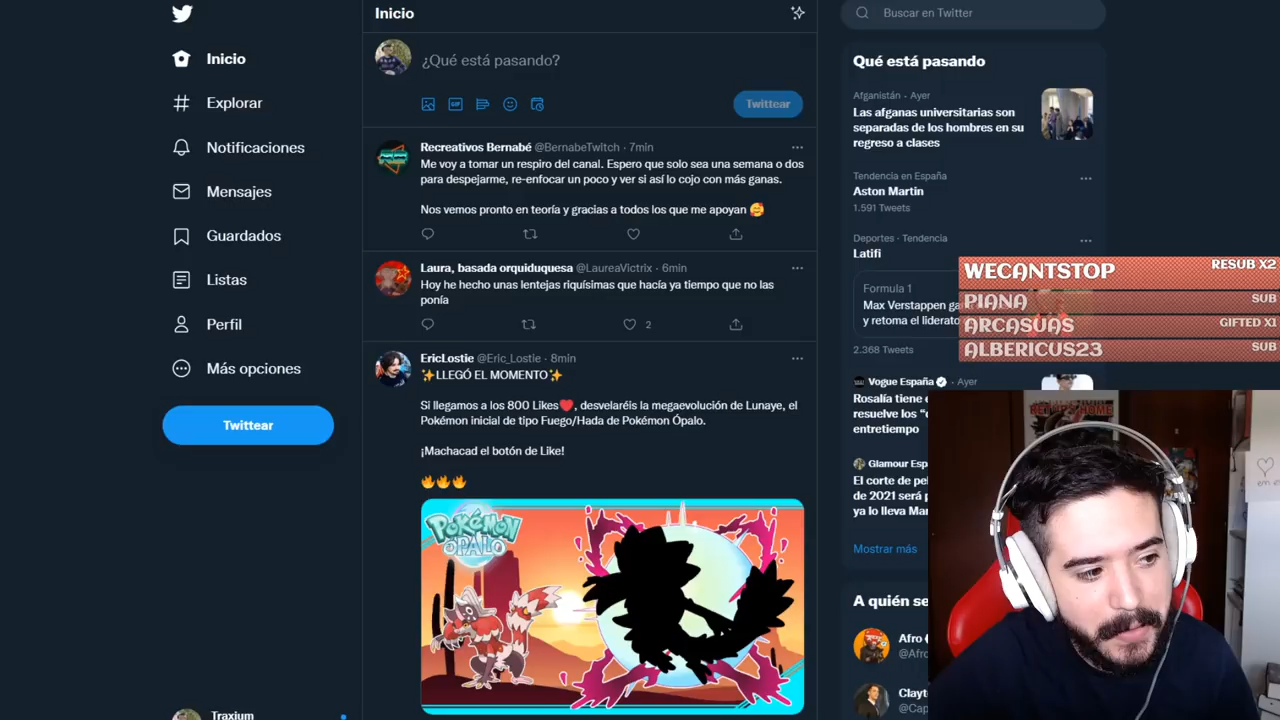 Inicio
Buscar en Twitter
Inicio
Explorar
Notificaciones
Mensajes
Guardados
Listas
Perfil
Más opciones
Twittear
Traxium
¿Qué está pasando?
GIF
Twittear
Recreativos Bernabé @BernabeTwitch · 7min
Me voy a tomar un respiro del canal. Espero que solo sea una semana o dos
para despejarme, re-enfocar un poco y ver si así lo cojo con más ganas.
Nos vemos pronto en teoría y gracias a todos los que me apoyan 🥰
Laura, basada orquiduquesa @LaureaVictrix · 6min
Hoy he hecho unas lentejas riquísimas que hacía ya tiempo que no las
ponía
2
EricLostie @Eric_Lostie · 8min
✨LLEGÓ EL MOMENTO✨
Si llegamos a los 800 Likes❤️, desvelaréis la megaevolución de Lunaye, el
Pokémon inicial de tipo Fuego/Hada de Pokémon Ópalo.
¡Machacad el botón de Like!
🔥🔥🔥
POKéMON
ÓPALO
Qué está pasando
Afganistán · Ayer
Las afganas universitarias son
separadas de los hombres en su
regreso a clases
Tendencia en España
Aston Martin
1.591 Tweets
Deportes · Tendencia
Latifi
Formula 1
Max Verstappen ga
y retoma el liderato
2.368 Tweets
Vogue España · Ayer
Rosalía tiene
resuelve los "
entretiempo
Glamour Esp
El corte de pe
de 2021 será p
ya lo lleva Mar
Mostrar más
A quién se
Afro
@Afro
Clayt
@Cap
WECANTSTOP RESUB X2
PIANA SUB
ARCASUAS GIFTED X1
ALBERICUS23 SUB